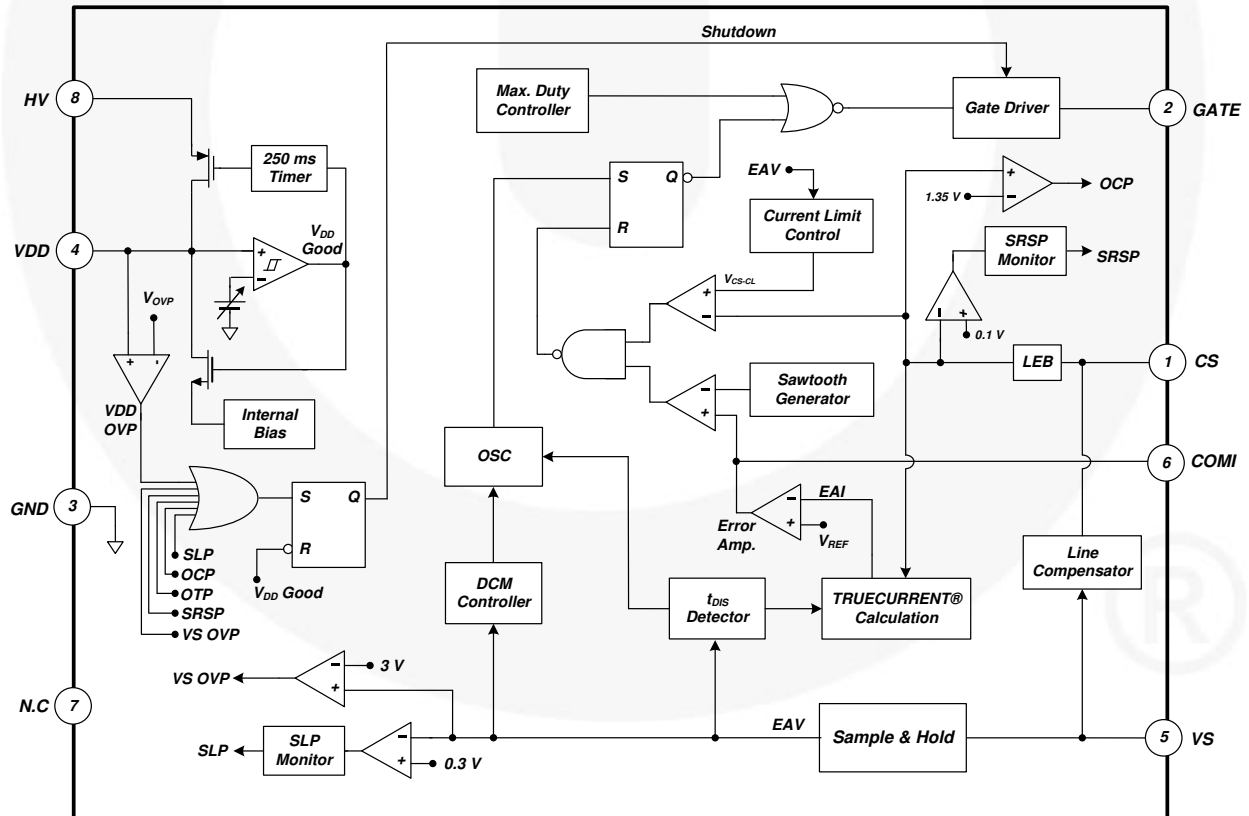 Shutdown
HV
8
Max. Duty
Controller
Gate Driver
2
GATE
250 ms
Timer
S
Q
R
EAV
Current Limit
Control
+
−
1.35 V
OCP
VDD
4
VDD
Good
+
−
SRSP
Monitor
SRSP
VOVP
VCS-CL
+
−
−
+
0.1 V
+
-
VDD
OVP
LEB
1
CS
Internal
Bias
−
+
Sawtooth
Generator
OSC
6
COMI
GND
3
S
Q
R
−
+
EAI
VREF
Error
Amp.
SLP
OCP
OTP
SRSP
VS OVP
VDD Good
DCM
Controller
tDIS
Detector
TRUECURRENT®
Calculation
Line
Compensator
®
VS OVP
−
+
3 V
N.C
7
SLP
SLP
Monitor
−
+
0.3 V
EAV
Sample & Hold
5
VS